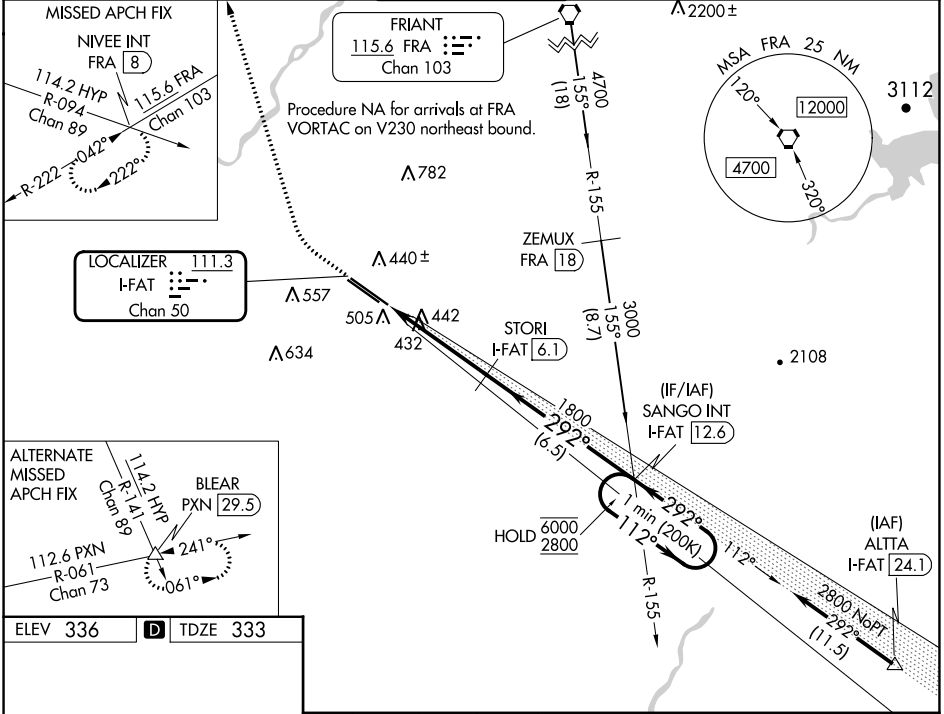 MISSED APCH FIX
NIVEE INT
FRA 8
114.2 HYP
R-094
Chan 89
115.6 FRA
Chan 103
R-222
042°
222°
FRIANT
115.6 FRA
Chan 103
Procedure NA for arrivals at FRA
VORTAC on V230 northeast bound.
4700
155°
(18)
R-155
2200±
MSA FRA 25 NM
120°
12000
4700
320°
3112
782
ZEMUX
FRA 18
3000
155°
(8.7)
LOCALIZER 111.3
I-FAT
Chan 50
440±
557
505
442
432
634
STORI
I-FAT 6.1
2108
1800
292°
(6.5)
(IF/IAF)
SANGO INT
I-FAT 12.6
HOLD 6000
2800
1 min (200K)
292°
112°
R-155
112°
(IAF)
ALTTA
I-FAT 24.1
2800 NoPT
292°
(11.5)
ALTERNATE
MISSED
APCH FIX
114.2 HYP
R-141
Chan 89
BLEAR
PXN 29.5
112.6 PXN
R-061
Chan 73
241°
061°
ELEV 336 D TDZE 333